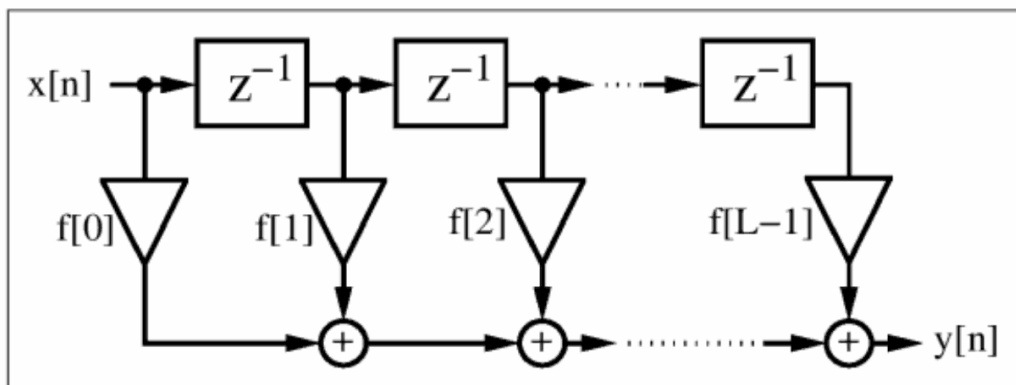 x[n] z⁻¹ z⁻¹ z⁻¹
f[0] f[1] f[2] f[L−1]
+ + + y[n]